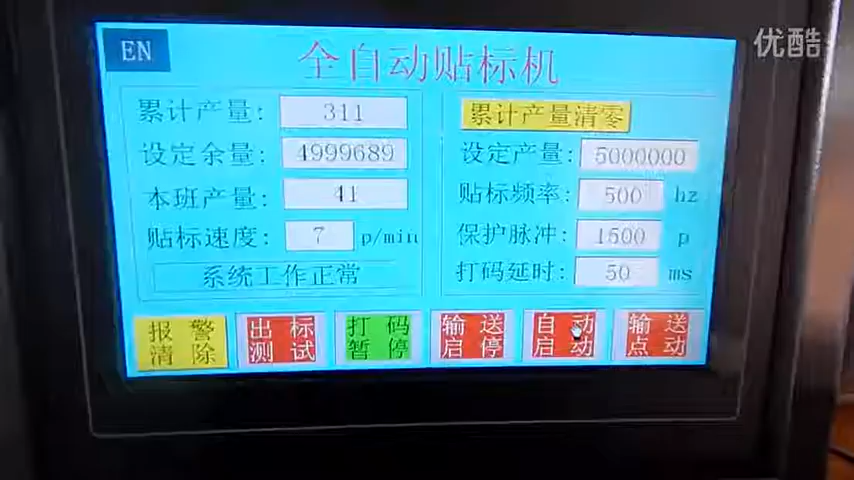 EN
全自动贴标机
优酷
累计产量: 311
设定余量: 4999689
本班产量: 41
贴标速度: 7 p/min
系统工作正常
累计产量清零
设定产量: 5000000
贴标频率: 500 hz
保护脉冲: 1500 p
打码延时: 50 ms
报警
清除
出标
测试
打码
暂停
输送
启停
自动
启动
输送
点动